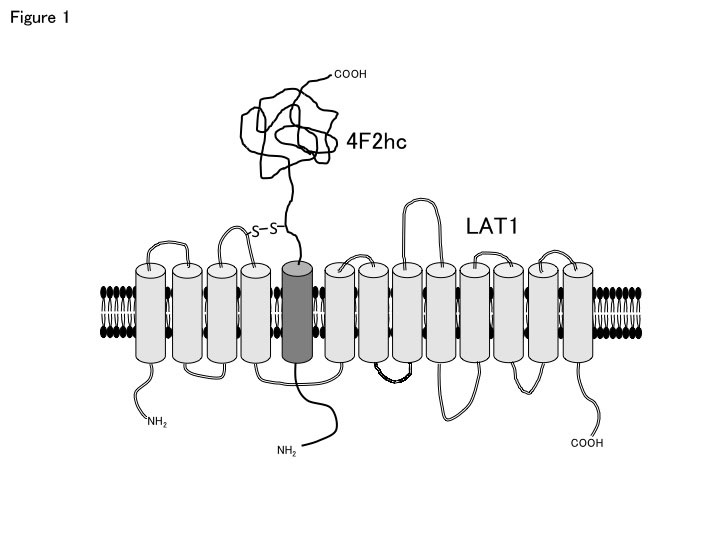 Figure 1
COOH
4F2hc
LAT1
S-S
NH₂
COOH
NH₂